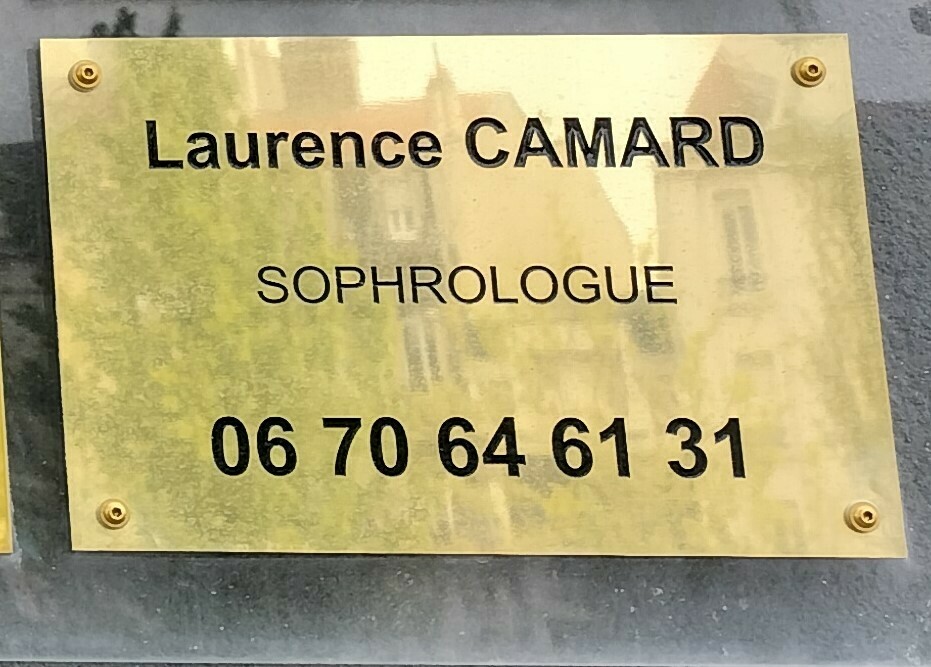 Laurence CAMARD
SOPHROLOGUE
06 70 64 61 31